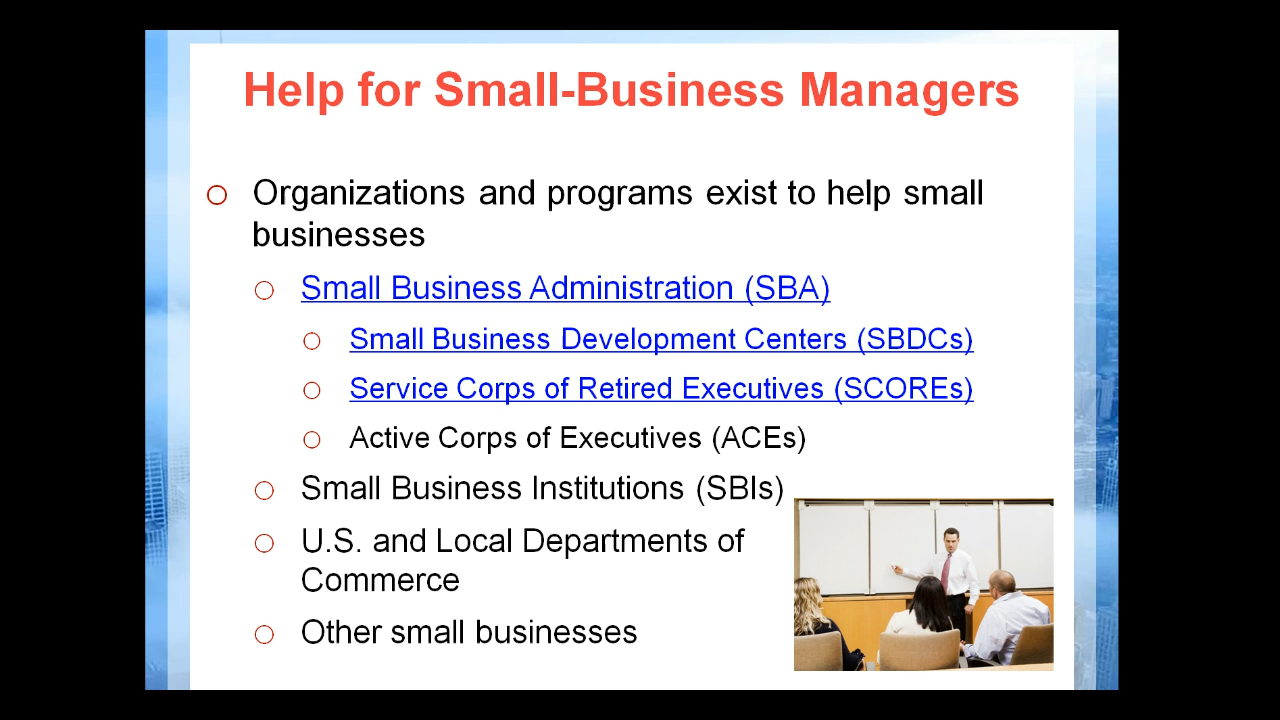 Help for Small-Business Managers
Organizations and programs exist to help small
businesses
Small Business Administration (SBA)
Small Business Development Centers (SBDCs)
Service Corps of Retired Executives (SCOREs)
Active Corps of Executives (ACEs)
Small Business Institutions (SBIs)
U.S. and Local Departments of
Commerce
Other small businesses